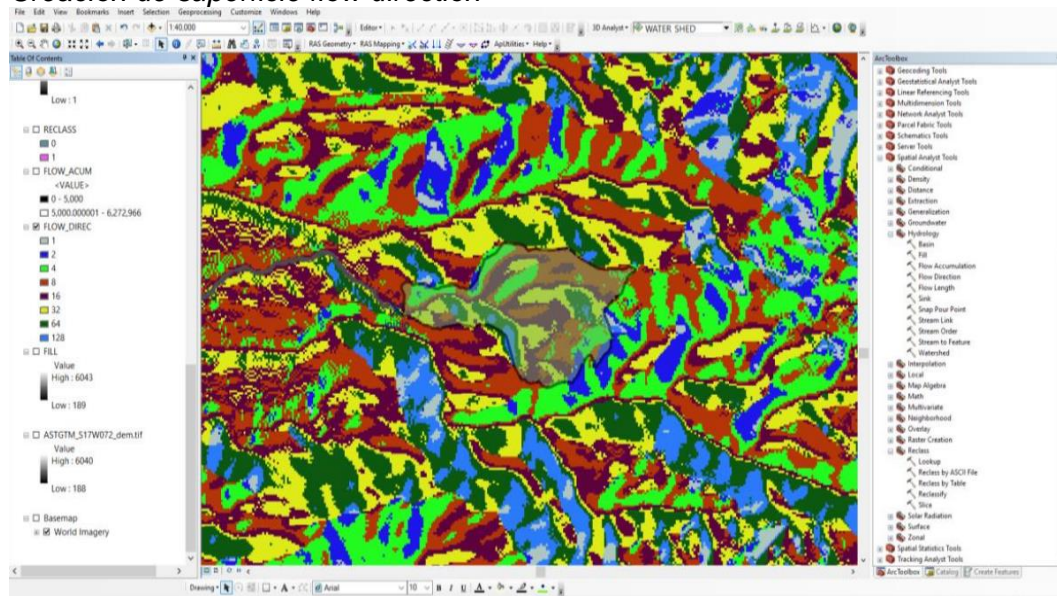 Creación de superficie flow direction
File Edit View Bookmarks Insert Selection Geoprocessing Customize Windows Help
1:40,000
Editor
3D Analyst
WATER SHED
RAS Geometry
RAS Mapping
ApUtilities
Help
Table Of Contents
Low : 1
RECLASS
0
1
FLOW_ACUM
<VALUE>
0 - 5,000
5,000.000001 - 6,272,966
FLOW_DIREC
1
2
4
8
16
32
64
128
FILL
Value
High : 6043
Low : 189
ASTGTM_S17W072_dem.tif
Value
High : 6040
Low : 188
Basemap
World Imagery
ArcToolbox
Geocoding Tools
Geostatistical Analyst Tools
Linear Referencing Tools
Multidimension Tools
Network Analyst Tools
Parcel Fabric Tools
Schematics Tools
Server Tools
Spatial Analyst Tools
Conditional
Density
Distance
Extraction
Generalization
Groundwater
Hydrology
Basin
Fill
Flow Accumulation
Flow Direction
Flow Length
Sink
Snap Pour Point
Stream Link
Stream Order
Stream to Feature
Watershed
Interpolation
Local
Map Algebra
Math
Multivariate
Neighborhood
Overlay
Raster Creation
Reclass
Lookup
Reclass by ASCII File
Reclass by Table
Reclassify
Slice
Solar Radiation
Surface
Zonal
Spatial Statistics Tools
Tracking Analyst Tools
ArcToolbox Catalog Create Features
Drawing
A
Arial
10
B I U A